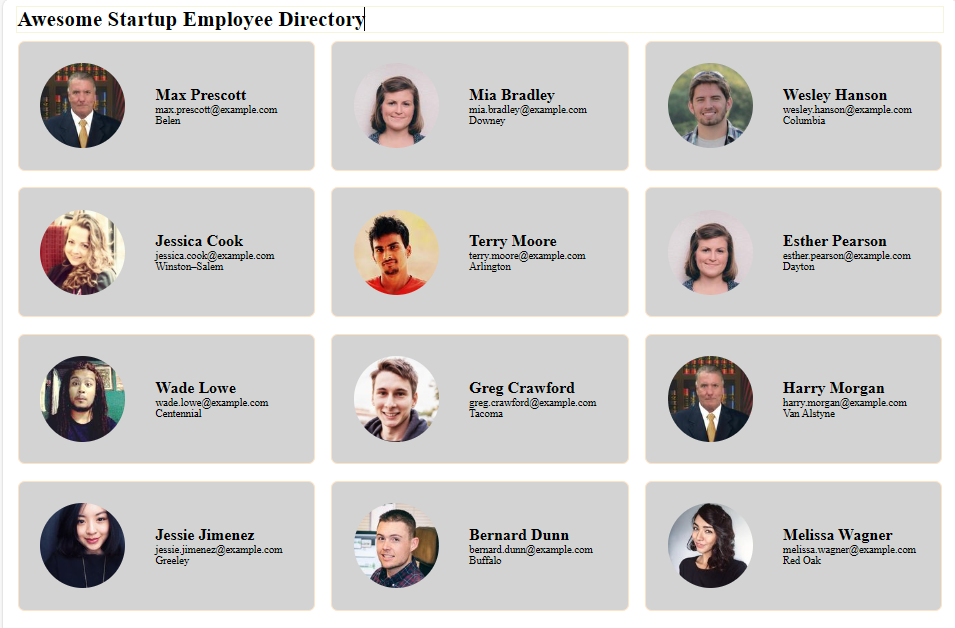 Awesome Startup Employee Directory
Max Prescott
max.prescott@example.com
Belen
Mia Bradley
mia.bradley@example.com
Downey
Wesley Hanson
wesley.hanson@example.com
Columbia
Jessica Cook
jessica.cook@example.com
Winston–Salem
Terry Moore
terry.moore@example.com
Arlington
Esther Pearson
esther.pearson@example.com
Dayton
Wade Lowe
wade.lowe@example.com
Centennial
Greg Crawford
greg.crawford@example.com
Tacoma
Harry Morgan
harry.morgan@example.com
Van Alstyne
Jessie Jimenez
jessie.jimenez@example.com
Greeley
Bernard Dunn
bernard.dunn@example.com
Buffalo
Melissa Wagner
melissa.wagner@example.com
Red Oak